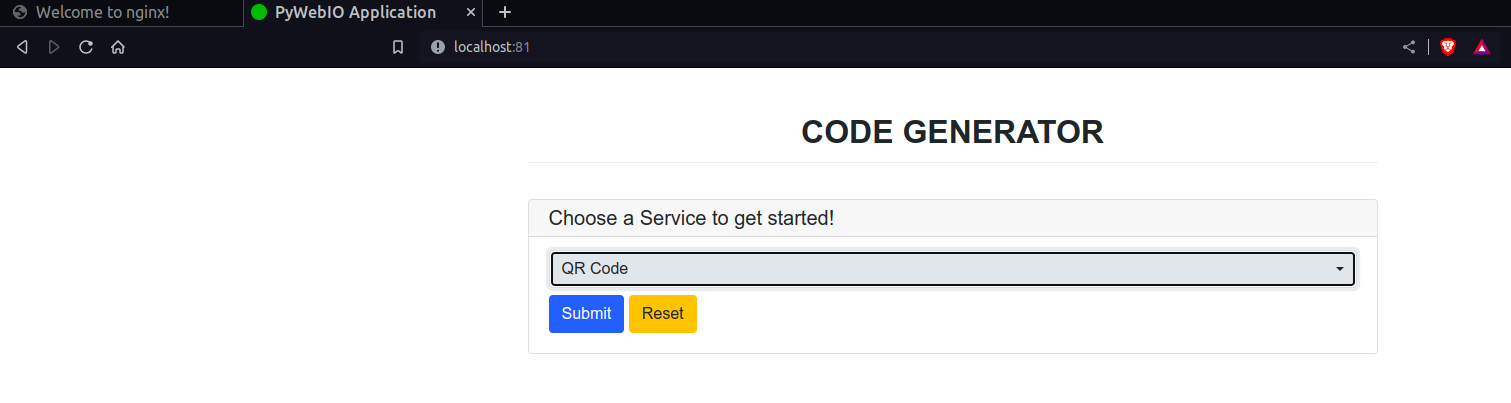 Welcome to nginx!
PyWebIO Application
localhost:81
CODE GENERATOR
Choose a Service to get started!
QR Code
Submit Reset